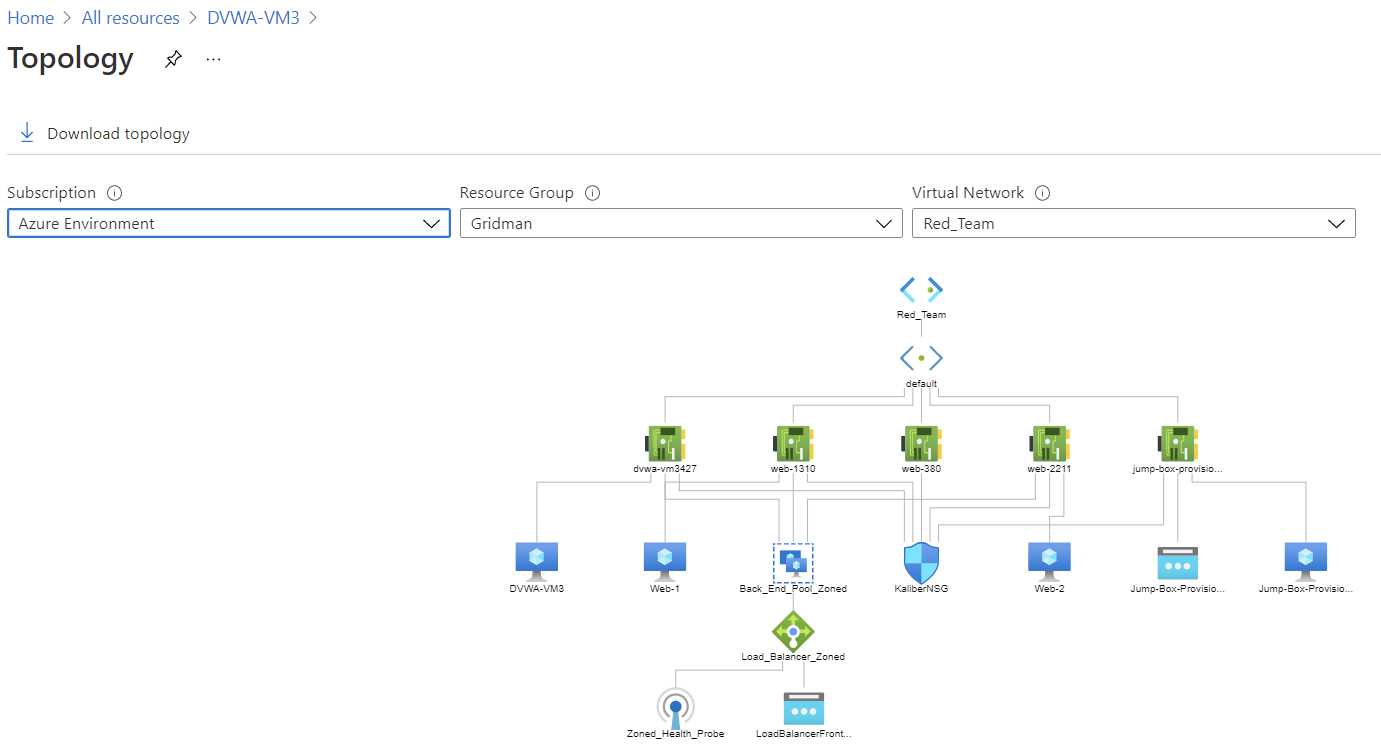 Home > All resources > DVWA-VM3 >
Topology ...
Download topology
Subscription Resource Group Virtual Network
Azure Environment Gridman Red_Team
Red_Team
default
dvwa-vm3427 web-1310 web-380 web-2211 jump-box-provisio...
DVWA-VM3 Web-1 Back_End_Pool_Zoned KaliberNSG Web-2 Jump-Box-Provisio... Jump-Box-Provisio...
Load_Balancer_Zoned
Zoned_Health_Probe LoadBalancerFront...